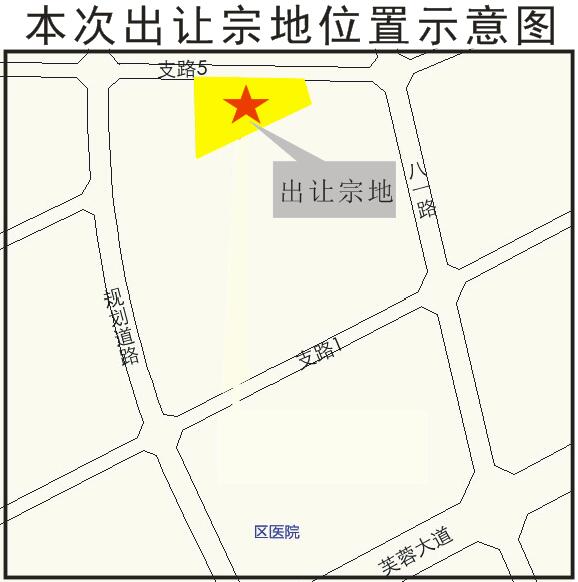 本次出让宗地位置示意图
支路5
出让宗地
八一路
规划道路
支路1
区医院
芙蓉大道